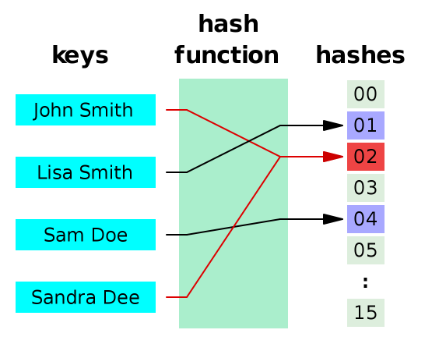 keys
hash
function
hashes
John Smith
Lisa Smith
Sam Doe
Sandra Dee
00
01
02
03
04
05
:
15